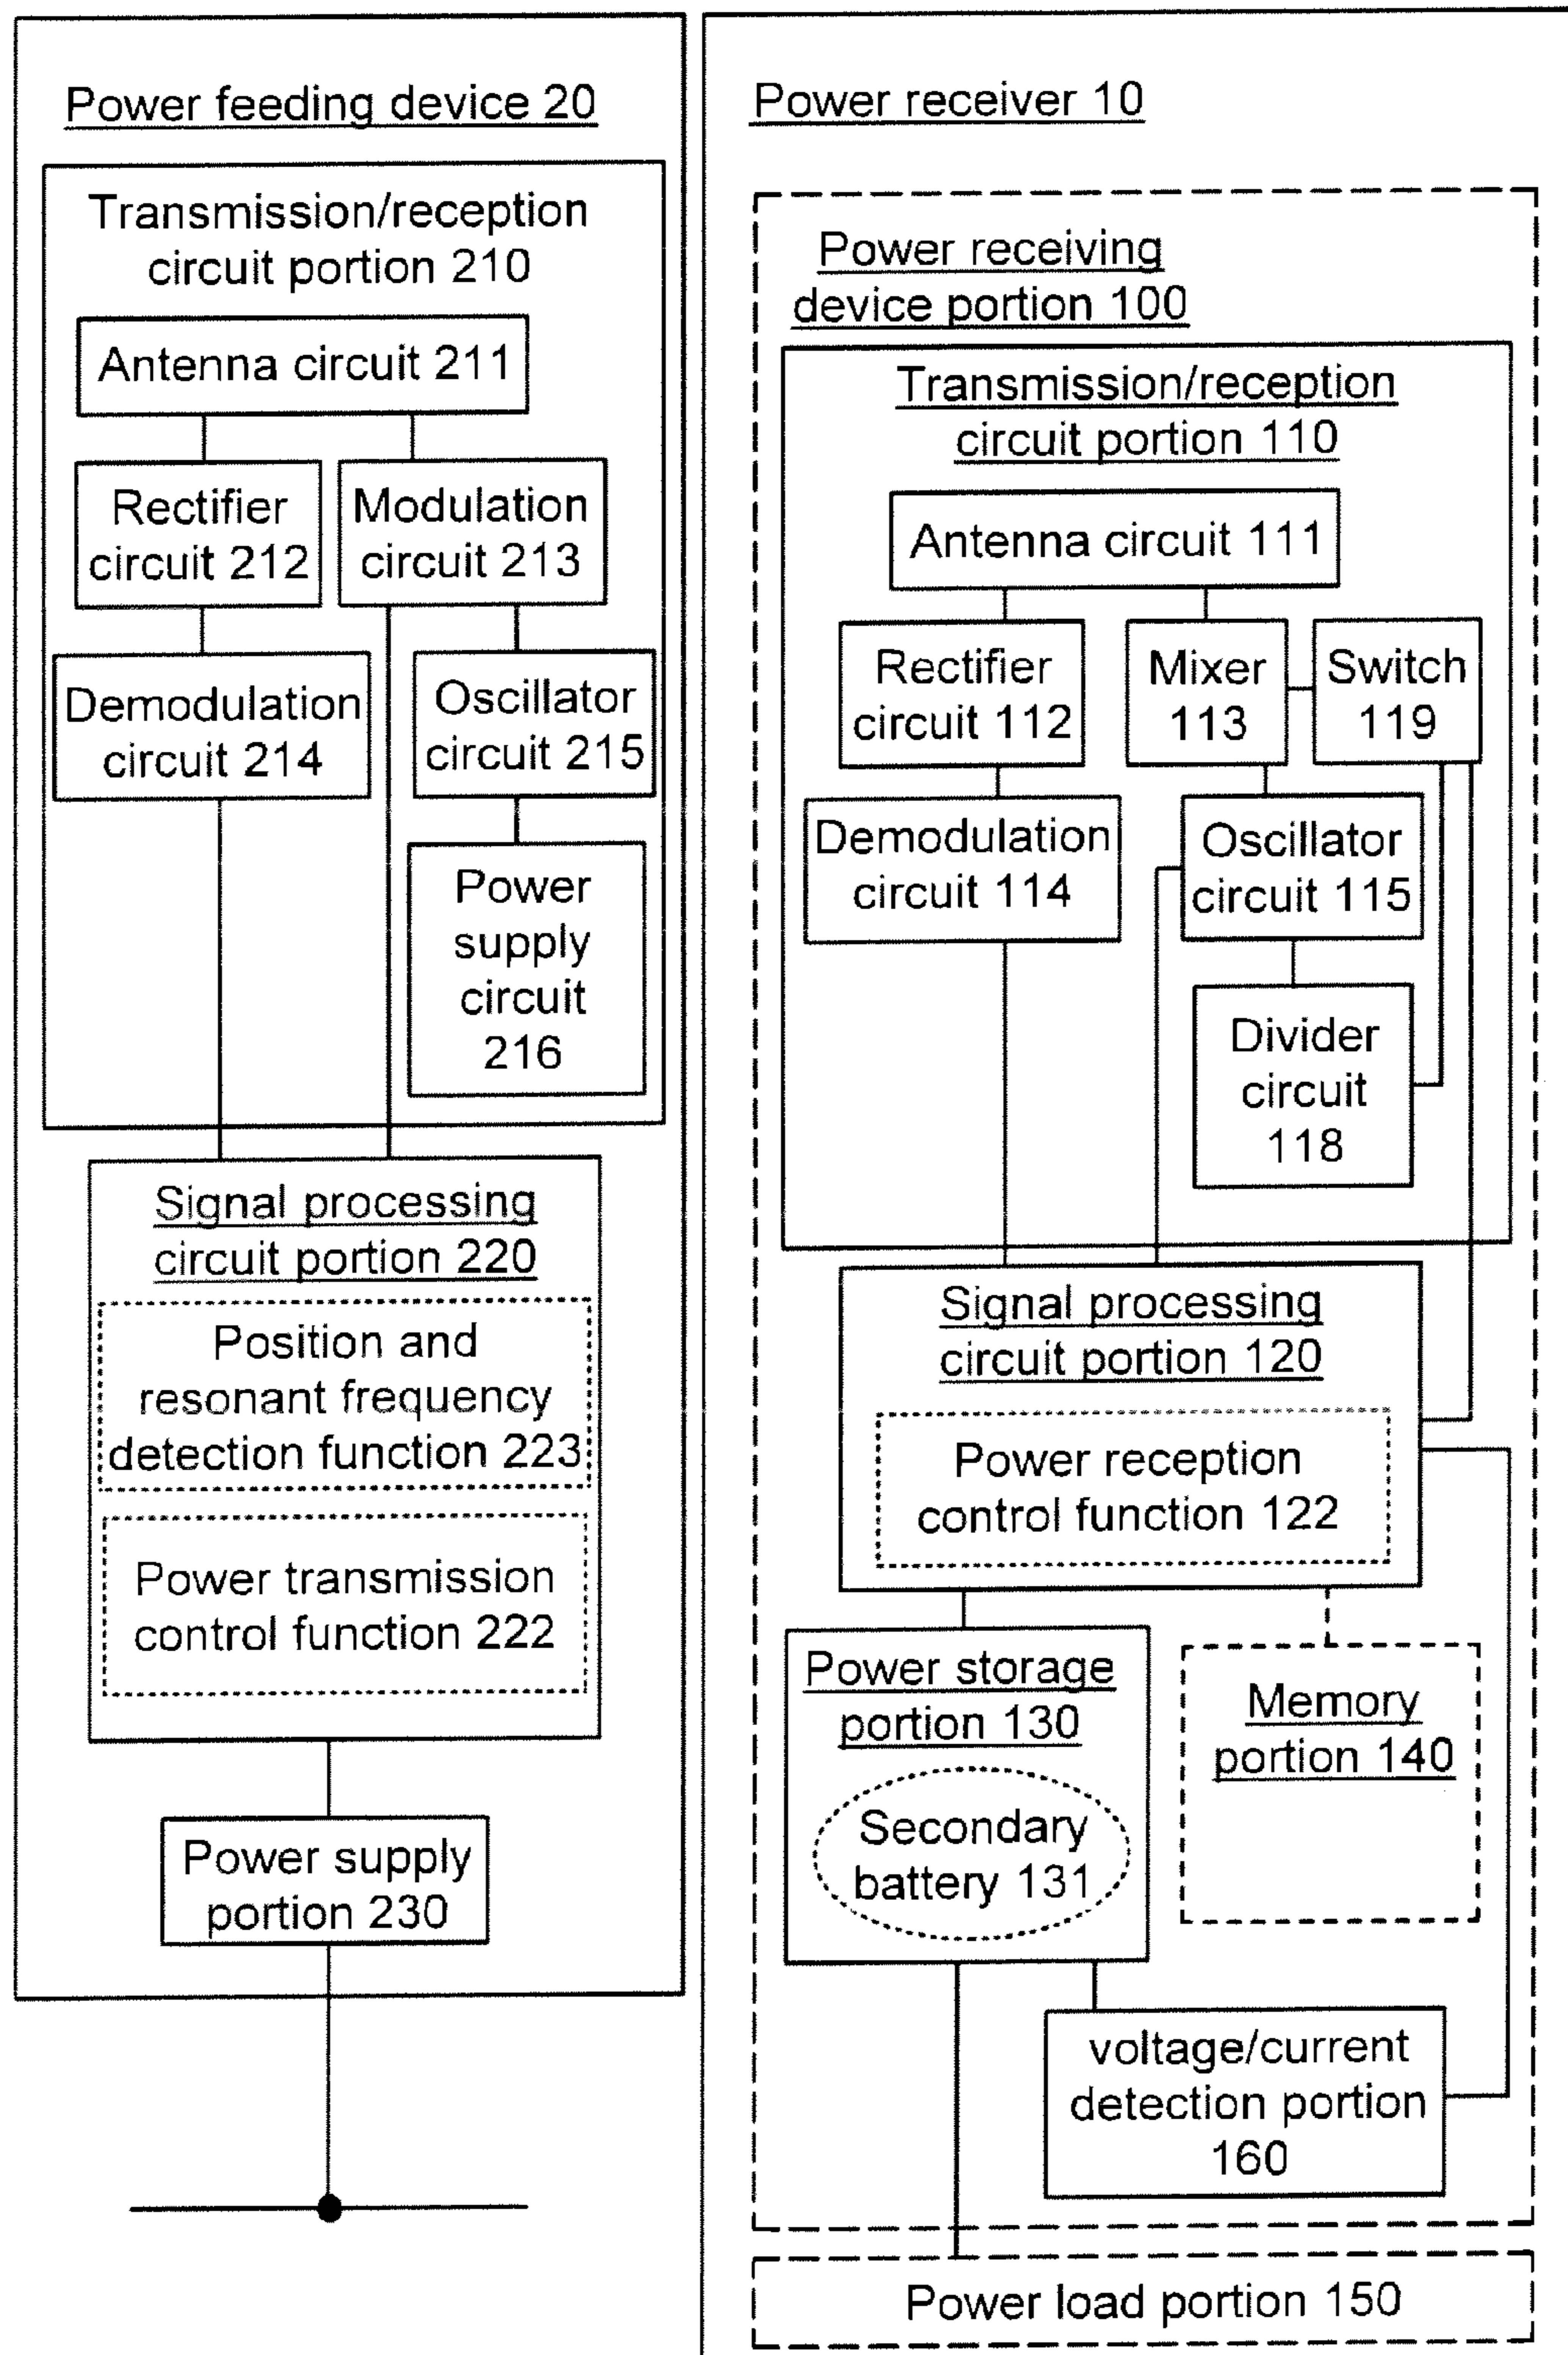 Power feeding device 20
Transmission/reception
circuit portion 210
Antenna circuit 211
Rectifier
circuit 212
Modulation
circuit 213
Demodulation
circuit 214
Oscillator
circuit 215
Power
supply
circuit
216
Signal processing
circuit portion 220
Position and
resonant frequency
detection function 223
Power transmission
control function 222
Power supply
portion 230
Power receiver 10
Power receiving
device portion 100
Transmission/reception
circuit portion 110
Antenna circuit 111
Rectifier
circuit 112
Mixer
113
Switch
119
Demodulation
circuit 114
Oscillator
circuit 115
Divider
circuit
118
Signal processing
circuit portion 120
Power reception
control function 122
Power storage
portion 130
Secondary
battery 131
Memory
portion 140
voltage/current
detection portion
160
Power load portion 150